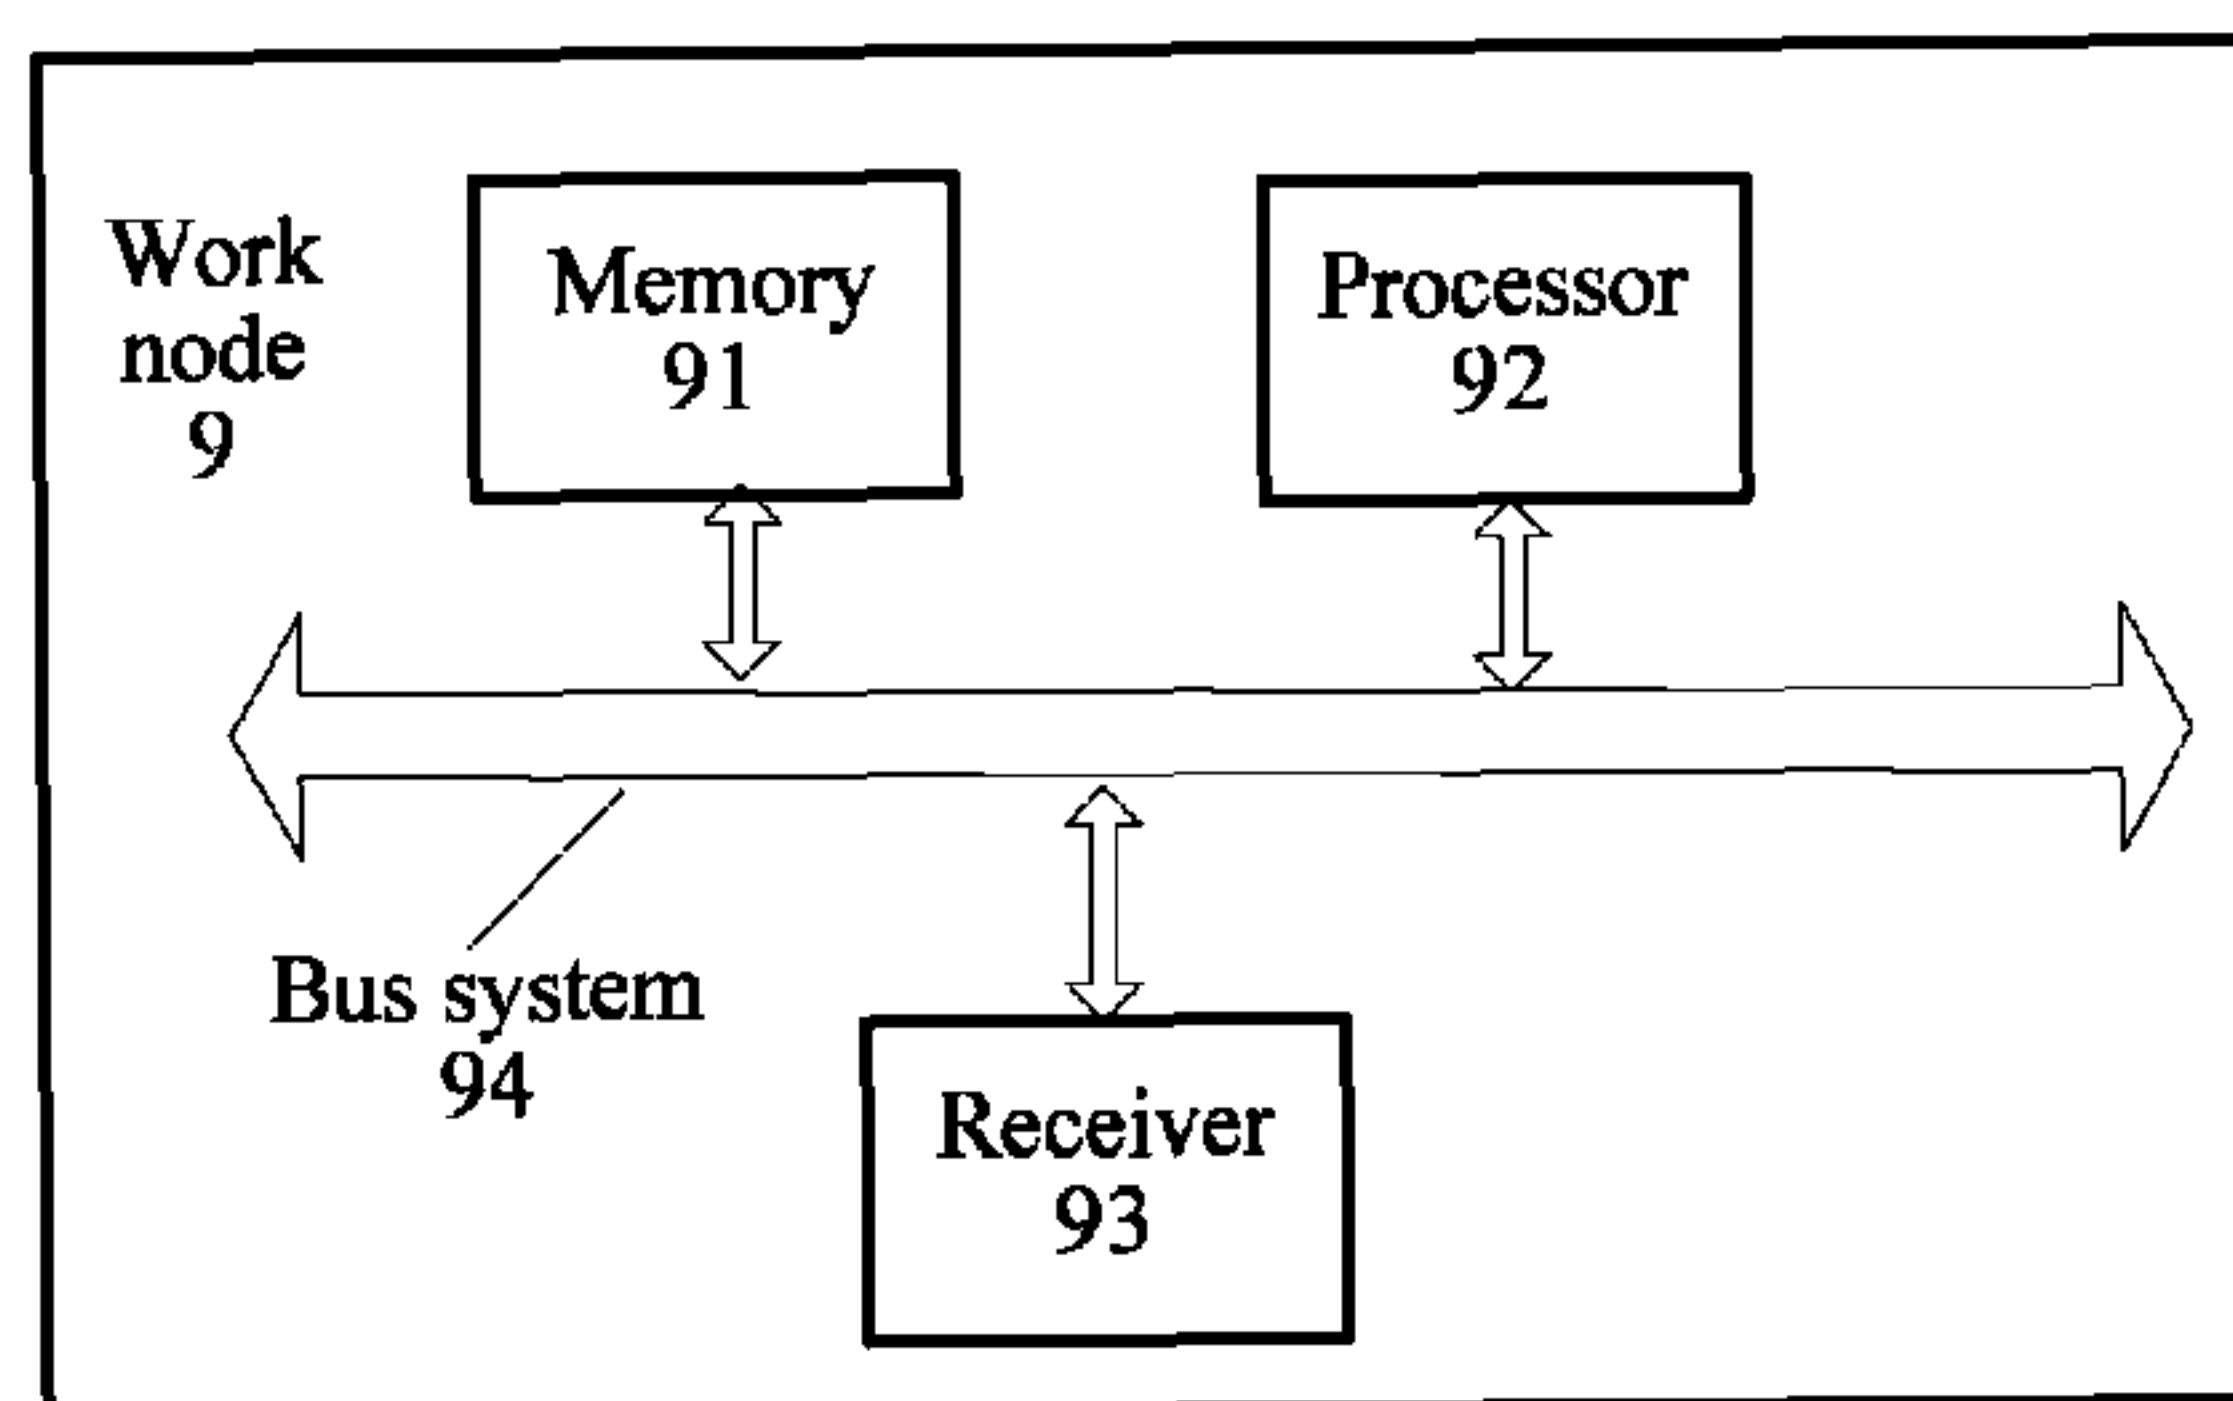 Work
node
9
Memory
91
Processor
92
Bus system
94
Receiver
93